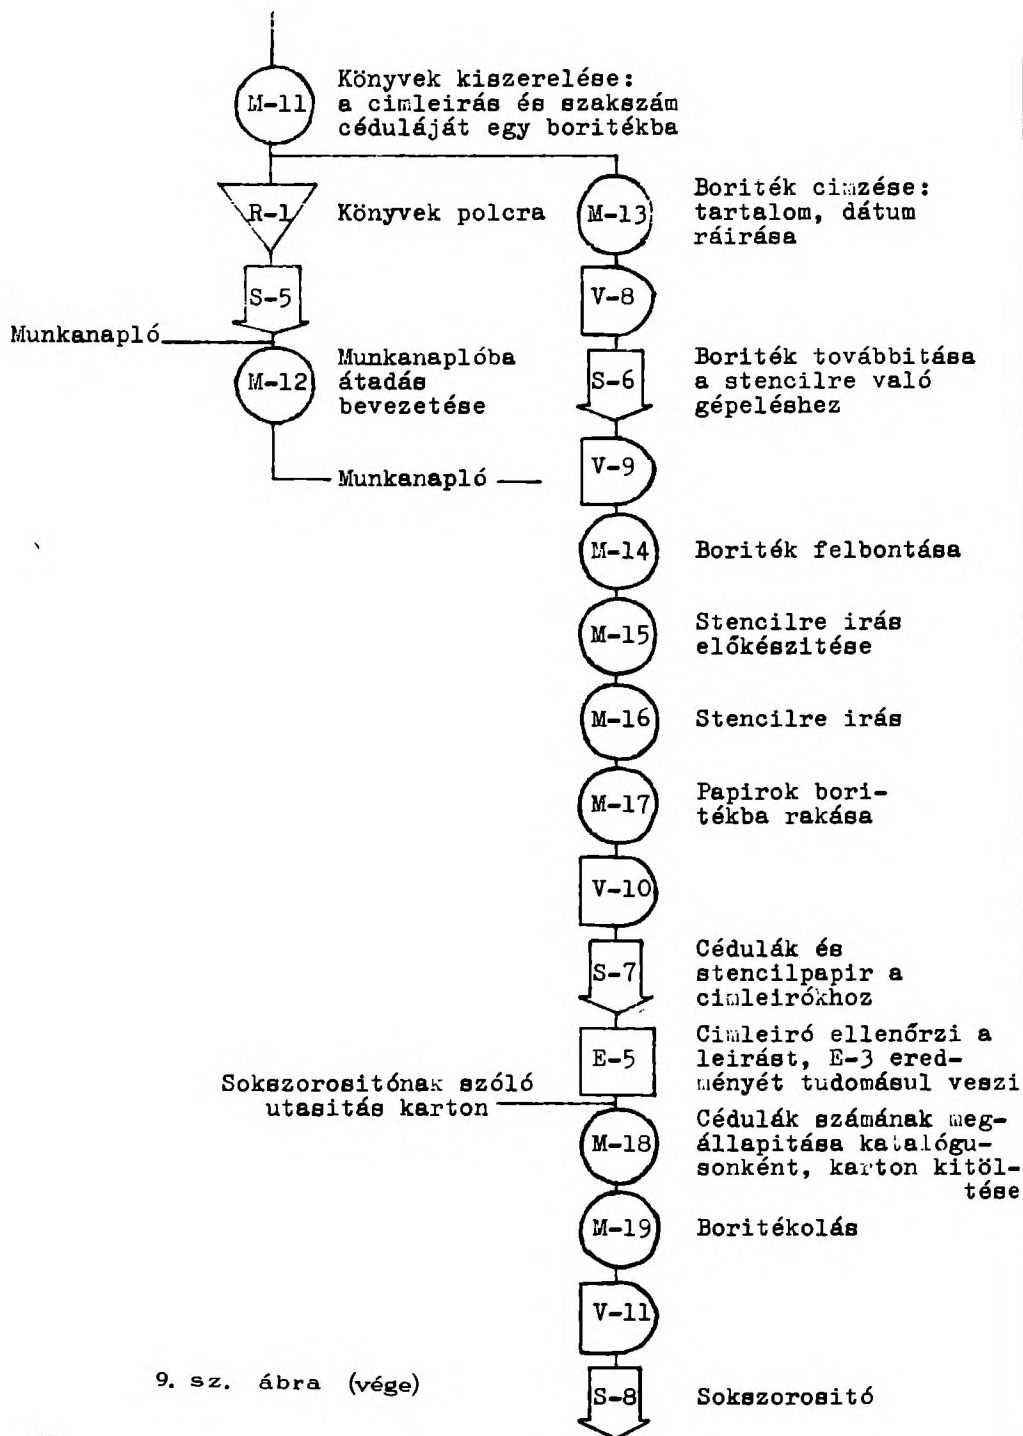 M-11
Könyvek kiszerelése:
a cimleirás és szakszám
céduláját egy boritékba
R-1
Könyvek polcra
M-13
Boriték cimzése:
tartalom, dátum
ráirása
S-5
V-8
Munkanapló
M-12
Munkanaplóba
átadás
bevezetése
S-6
Boriték továbbitása
a stencilre való
gépeléshez
Munkanapló
V-9
M-14
Boriték felbontása
M-15
Stencilre irás
előkészitése
M-16
Stencilre irás
M-17
Papirok bori-
tékba rakása
V-10
S-7
Cédulák és
stencilpapir a
cimleirókhoz
E-5
Cimleiró ellenőrzi a
leirást, E-3 ered-
ményét tudomásul veszi
Sokszorositónak szóló
utasitás karton
M-18
Cédulák számának meg-
állapitása katalógu-
sonként, karton kitöl-
tése
M-19
Boritékolás
V-11
9. sz. ábra (vége)
S-8
Sokszorositó